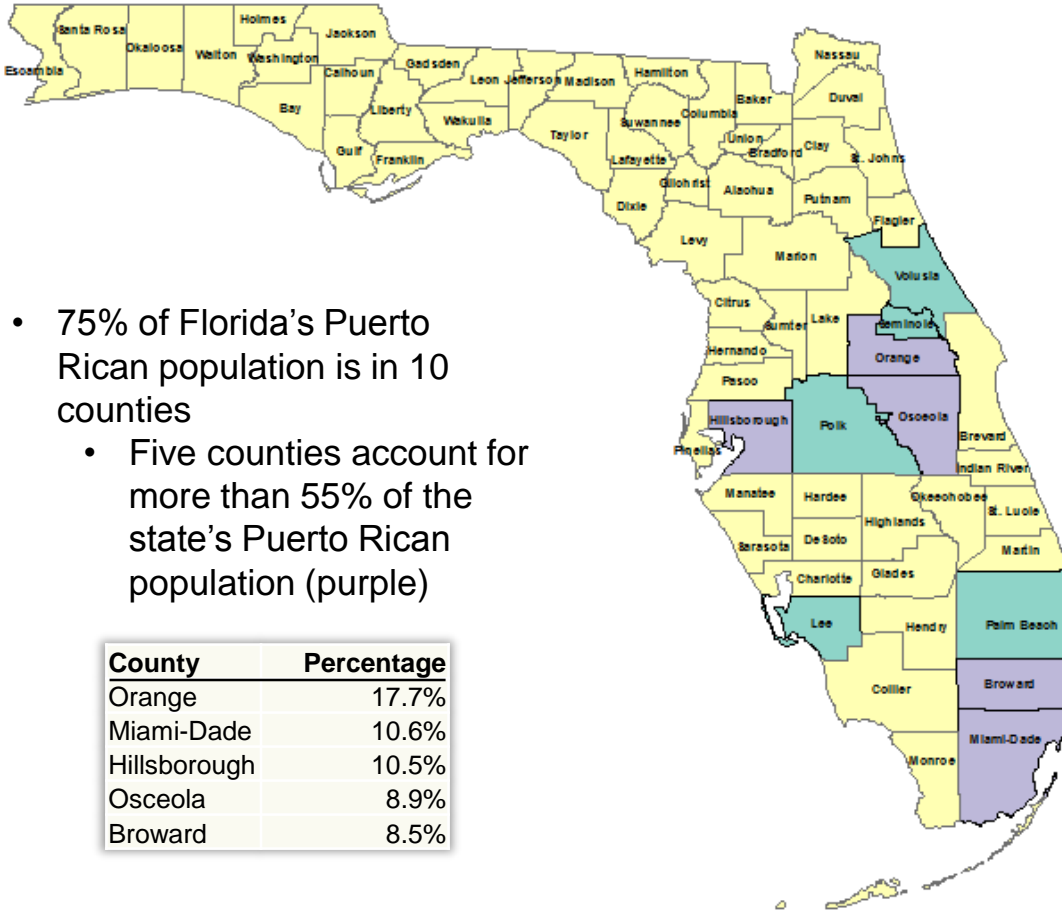 Holmes
Santa Rosa
Jackson
Okaloosa
Walton
Washington
Escambia
Calhoun
Gadsden
Leon
Jefferson
Madison
Hamilton
Nassau
Baker
Duval
Columbia
Bay
Liberty
Wakulla
Suwannee
Taylor
Union
Bradford
Clay
St. Johns
Gulf
Franklin
Lafayette
Gilchrist
Alachua
Putnam
Dixie
Flagler
Levy
Marion
Volusia
Citrus
Sumter
Lake
Seminole
Hernando
Orange
Pasco
Hillsborough
Polk
Osceola
Pinellas
Brevard
Indian River
Manatee
Hardee
Okeechobee
Highlands
St. Lucie
Sarasota
DeSoto
Martin
Charlotte
Glades
Lee
Hendry
Palm Beach
Collier
Broward
Miami-Dade
Monroe
• 75% of Florida’s Puerto
Rican population is in 10
counties
• Five counties account for
more than 55% of the
state’s Puerto Rican
population (purple)
County Percentage
Orange 17.7%
Miami-Dade 10.6%
Hillsborough 10.5%
Osceola 8.9%
Broward 8.5%